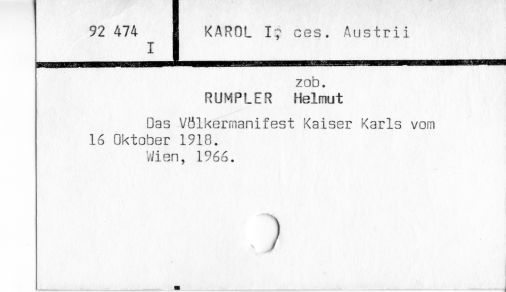 92 474
I
KAROL I, ces. Austrii
zob.
RUMPLER Helmut
Das Völkermanifest Kaiser Karls vom
16 Oktober 1918.
Wien, 1966.